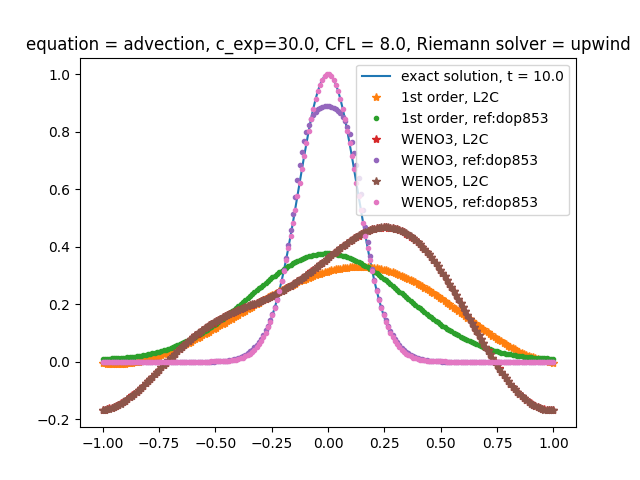 equation = advection, c_exp=30.0, CFL = 8.0, Riemann solver = upwind
exact solution, t = 10.0
1st order, L2C
1st order, ref:dop853
WENO3, L2C
WENO3, ref:dop853
WENO5, L2C
WENO5, ref:dop853
1.0
0.8
0.6
0.4
0.2
0.0
−0.2
−1.00 −0.75 −0.50 −0.25 0.00 0.25 0.50 0.75 1.00